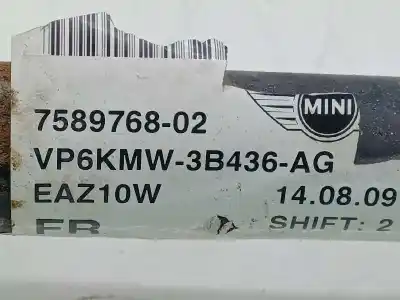 MINI
7589768-02
VP6KMW-3B436-AG
EAZ10W 14.08.09
SHIFT: 2